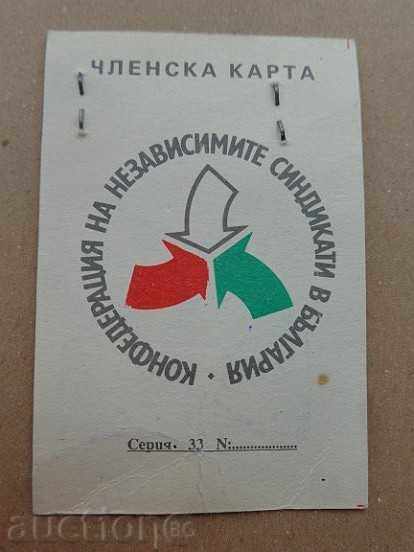 ЧЛЕНСКА КАРТА
КОНФЕДЕРАЦИЯ НА НЕЗАВИСИМИТЕ СИНДИКАТИ В БЪЛГАРИЯ ·
Серия. 33 N:..................
auction.BG